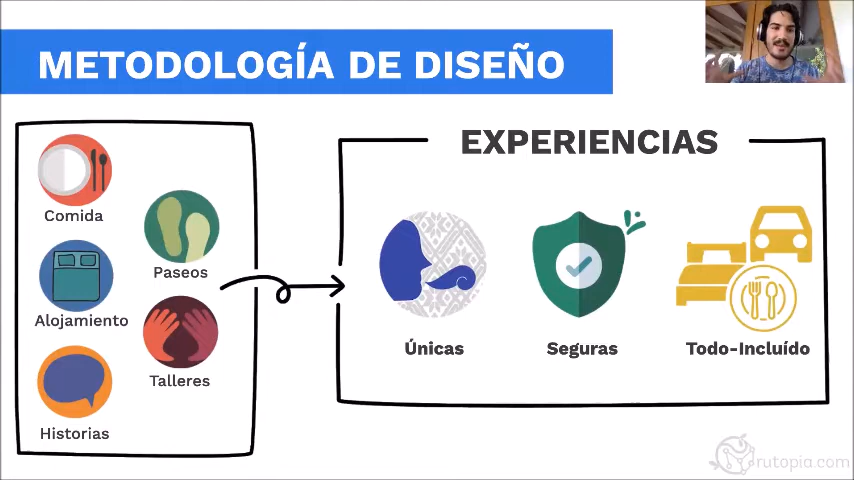 METODOLOGÍA DE DISEÑO
Comida
Paseos
Alojamiento
Talleres
Historias
EXPERIENCIAS
Únicas
Seguras
Todo-Incluído
rutopia.com